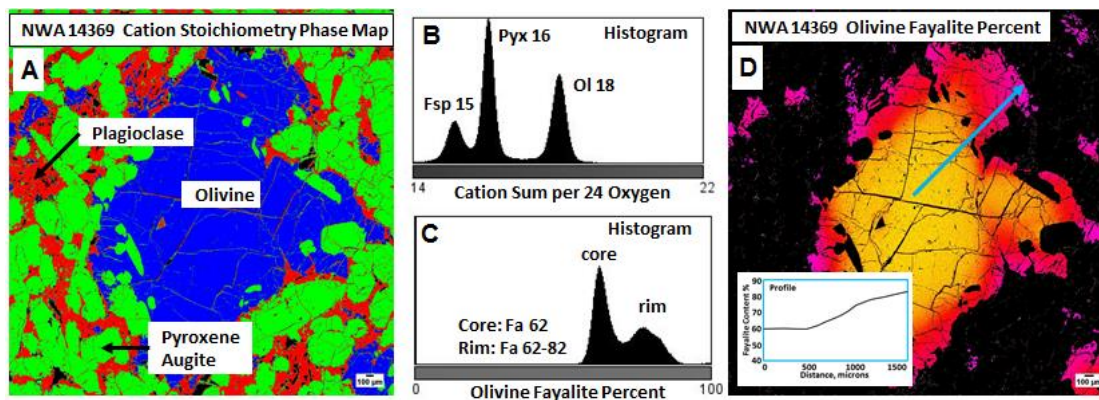 NWA 14369 Cation Stoichiometry Phase Map
A
Plagioclase
Olivine
Pyroxene
Augite
100 µm
B
Histogram
Pyx 16
Ol 18
Fsp 15
14
22
Cation Sum per 24 Oxygen
C
Histogram
core
rim
Core: Fa 62
Rim: Fa 62-82
0
100
Olivine Fayalite Percent
NWA 14369 Olivine Fayalite Percent
D
Profile
Fayalite Content %
90
80
70
60
50
40
0
500
1000
1500
Distance, microns
100 µm